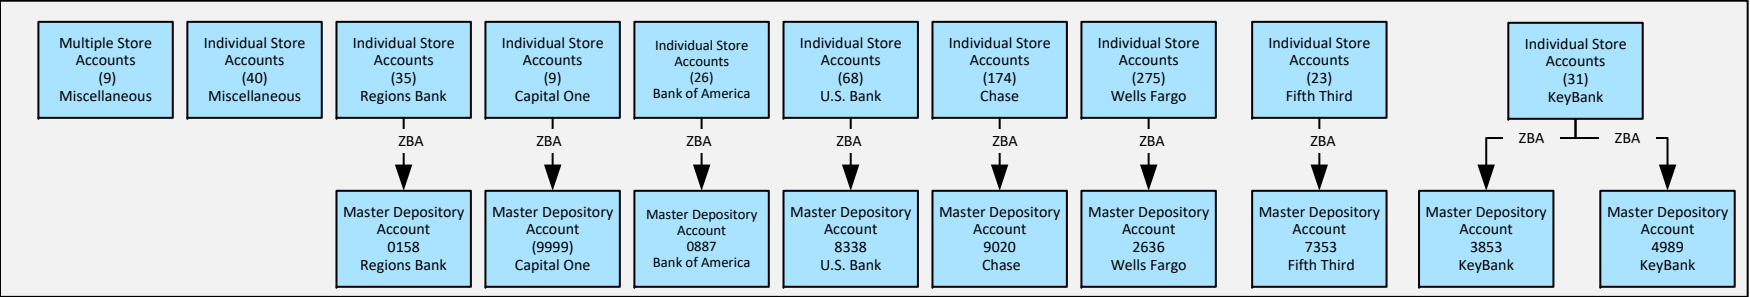 Multiple Store
Accounts
(9)
Miscellaneous
Individual Store
Accounts
(40)
Miscellaneous
Individual Store
Accounts
(35)
Regions Bank
Individual Store
Accounts
(9)
Capital One
Individual Store
Accounts
(26)
Bank of America
Individual Store
Accounts
(68)
U.S. Bank
Individual Store
Accounts
(174)
Chase
Individual Store
Accounts
(275)
Wells Fargo
Individual Store
Accounts
(23)
Fifth Third
Individual Store
Accounts
(31)
KeyBank
ZBA
ZBA
ZBA
ZBA
ZBA
ZBA
ZBA
ZBA
ZBA
Master Depository
Account
0158
Regions Bank
Master Depository
Account
(9999)
Capital One
Master Depository
Account
0887
Bank of America
Master Depository
Account
8338
U.S. Bank
Master Depository
Account
9020
Chase
Master Depository
Account
2636
Wells Fargo
Master Depository
Account
7353
Fifth Third
Master Depository
Account
3853
KeyBank
Master Depository
Account
4989
KeyBank